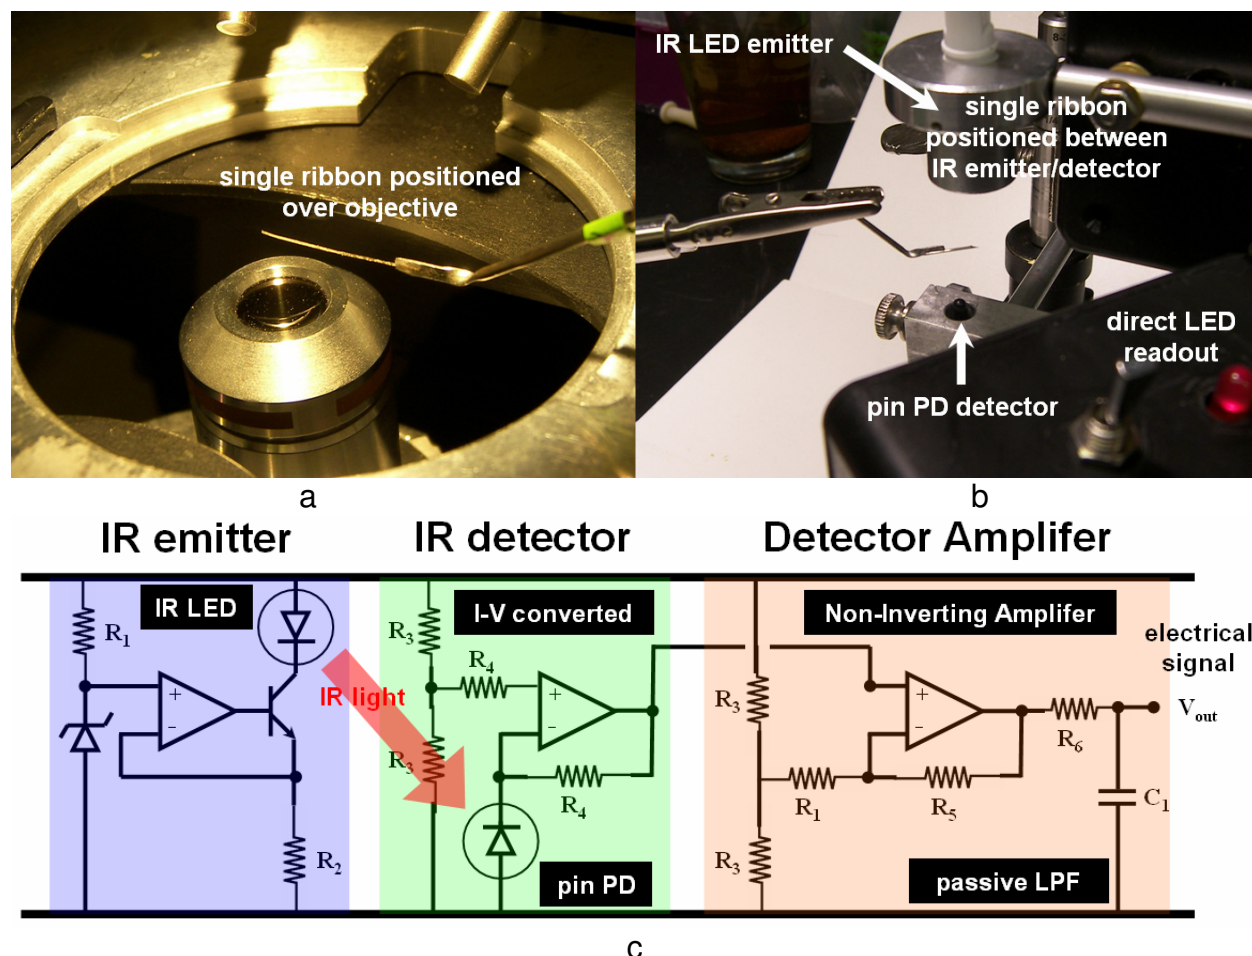 single ribbon positioned
over objective
IR LED emitter
single ribbon
positioned between
IR emitter/detector
direct LED
readout
pin PD detector
a
b
IR emitter
IR detector
Detector Amplifer
IR LED
I-V converted
Non-Inverting Amplifer
R1
R3
R4
IR light
R3
R4
R2
pin PD
R3
R1
R5
R6
R3
C1
electrical
signal
Vout
passive LPF
c